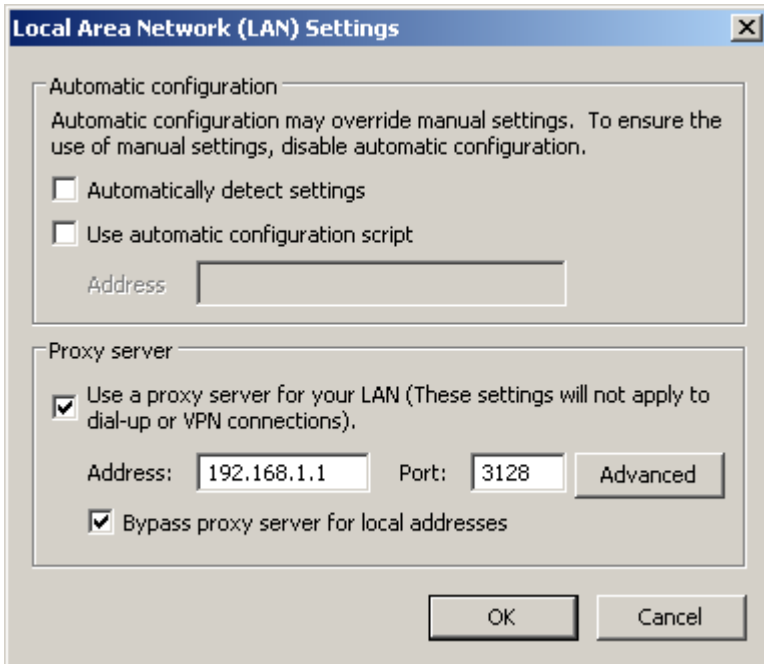 Local Area Network (LAN) Settings
Automatic configuration
Automatic configuration may override manual settings.  To ensure the
use of manual settings, disable automatic configuration.
Automatically detect settings
Use automatic configuration script
Address
Proxy server
Use a proxy server for your LAN (These settings will not apply to
dial-up or VPN connections).
Address: 192.168.1.1 Port: 3128 Advanced
Bypass proxy server for local addresses
OK Cancel